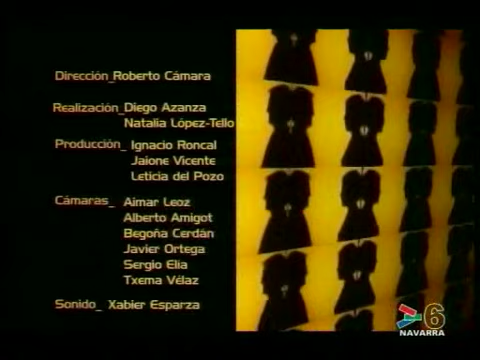 Dirección_Roberto Cámara
Realización_Diego Azanza
Natalia López-Tello
Producción_ Ignacio Roncal
Jaione Vicente
Leticia del Pozo
Cámaras_ Aimar Leoz
Alberto Amigot
Begoña Cerdán
Javier Ortega
Sergio Elía
Txema Vélaz
Sonido_ Xabier Esparza
6
NAVARRA